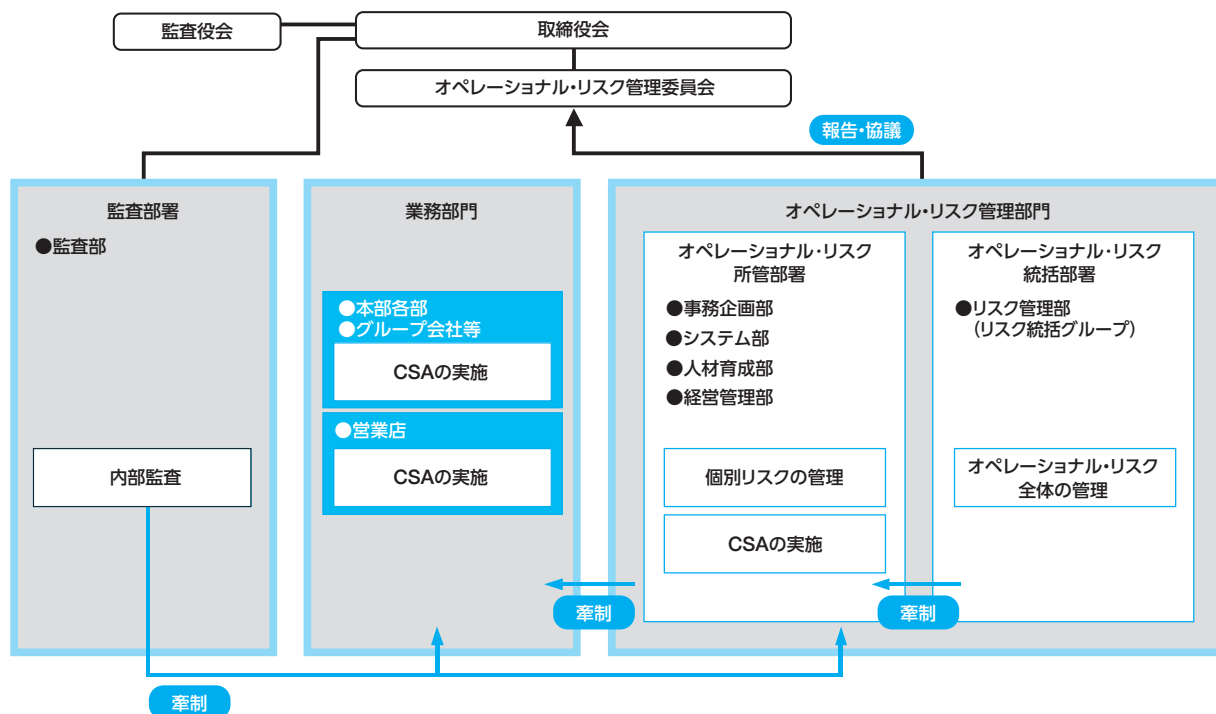 監査役会
取締役会
オペレーショナル・リスク管理委員会
報告・協議
監査部署
●監査部
内部監査
業務部門
●本部各部
●グループ会社等
CSAの実施
●営業店
CSAの実施
オペレーショナル・リスク管理部門
オペレーショナル・リスク
所管部署
●事務企画部
●システム部
●人材育成部
●経営管理部
個別リスクの管理
CSAの実施
オペレーショナル・リスク
統括部署
●リスク管理部
（リスク統括グループ）
オペレーショナル・リスク
全体の管理
牽制
牽制
牽制